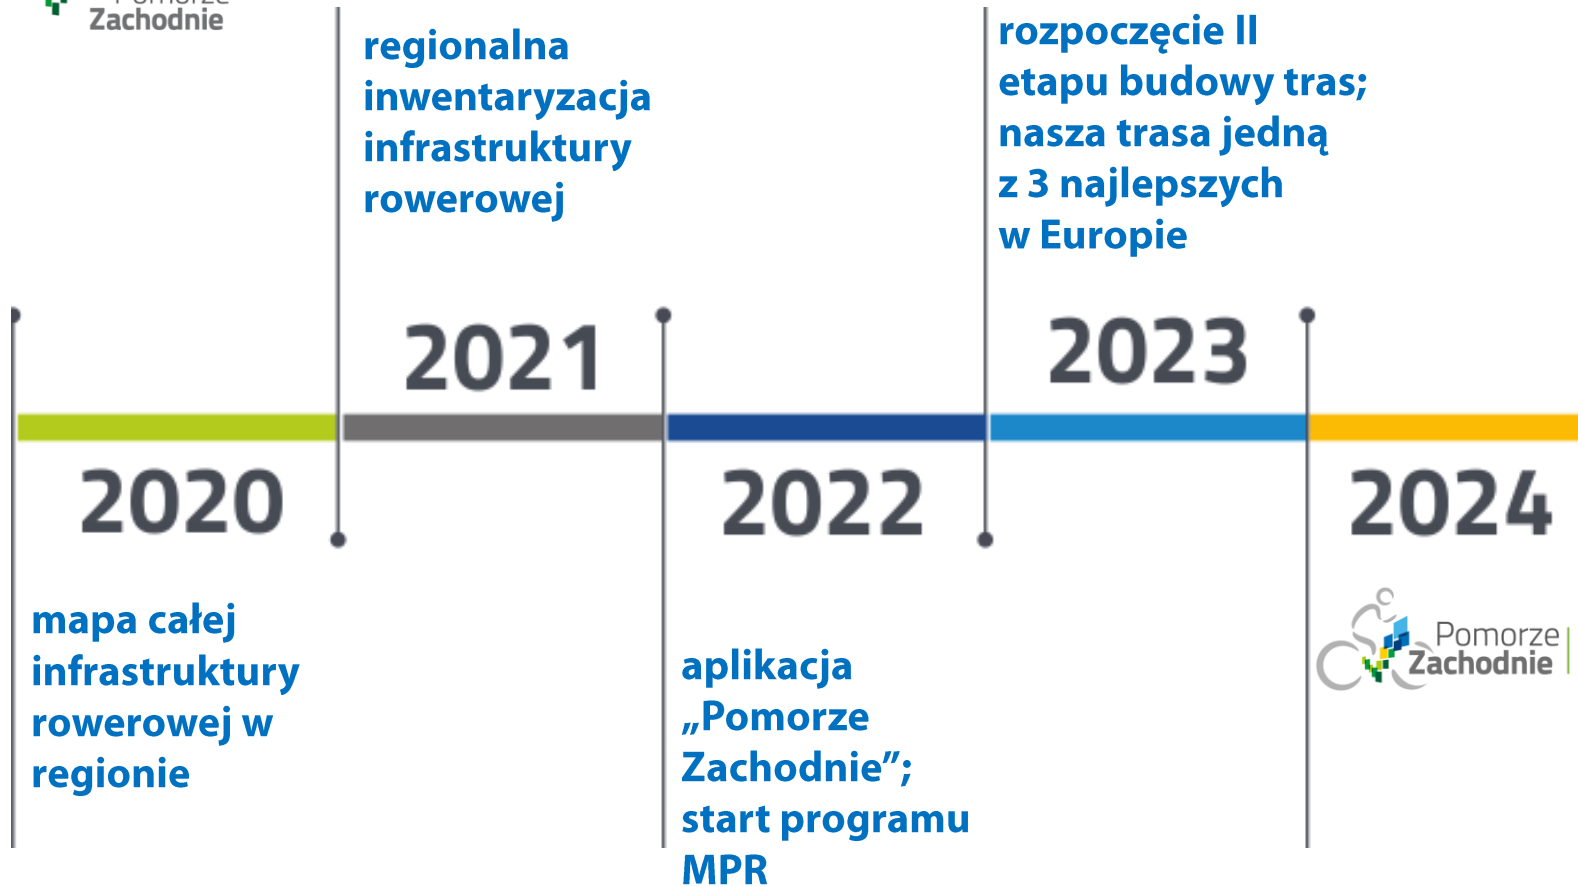 Pomorze
Zachodnie
regionalna
inwentaryzacja
infrastruktury
rowerowej
rozpoczęcie II
etapu budowy tras;
nasza trasa jedną
z 3 najlepszych
w Europie
2021
2023
2020
2022
2024
mapa całej
infrastruktury
rowerowej w
regionie
aplikacja
„Pomorze
Zachodnie”;
start programu
MPR
Pomorze
Zachodnie